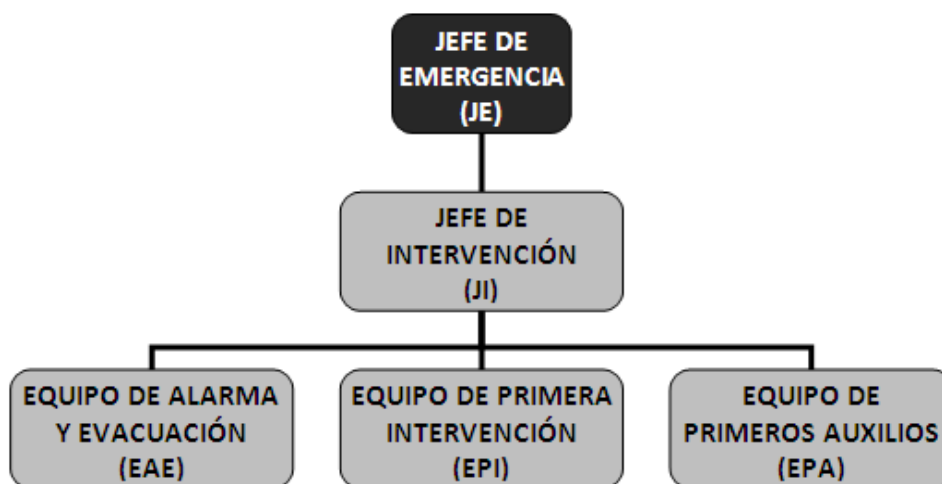 JEFE DE
EMERGENCIA
(JE)
JEFE DE
INTERVENCIÓN
(JI)
EQUIPO DE ALARMA
Y EVACUACIÓN
(EAE)
EQUIPO DE PRIMERA
INTERVENCIÓN
(EPI)
EQUIPO DE
PRIMEROS AUXILIOS
(EPA)